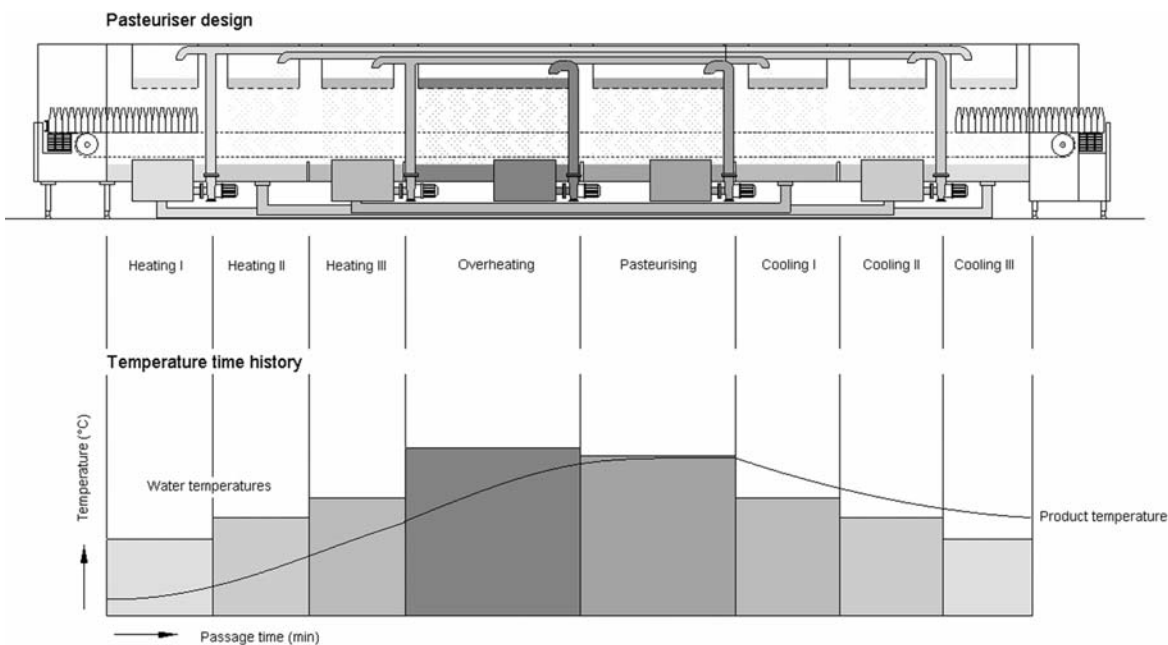 Pasteuriser design
Heating I
Heating II
Heating III
Overheating
Pasteurising
Cooling I
Cooling II
Cooling III
Temperature time history
Temperature (°C)
Water temperatures
Product temperature
Passage time (min)